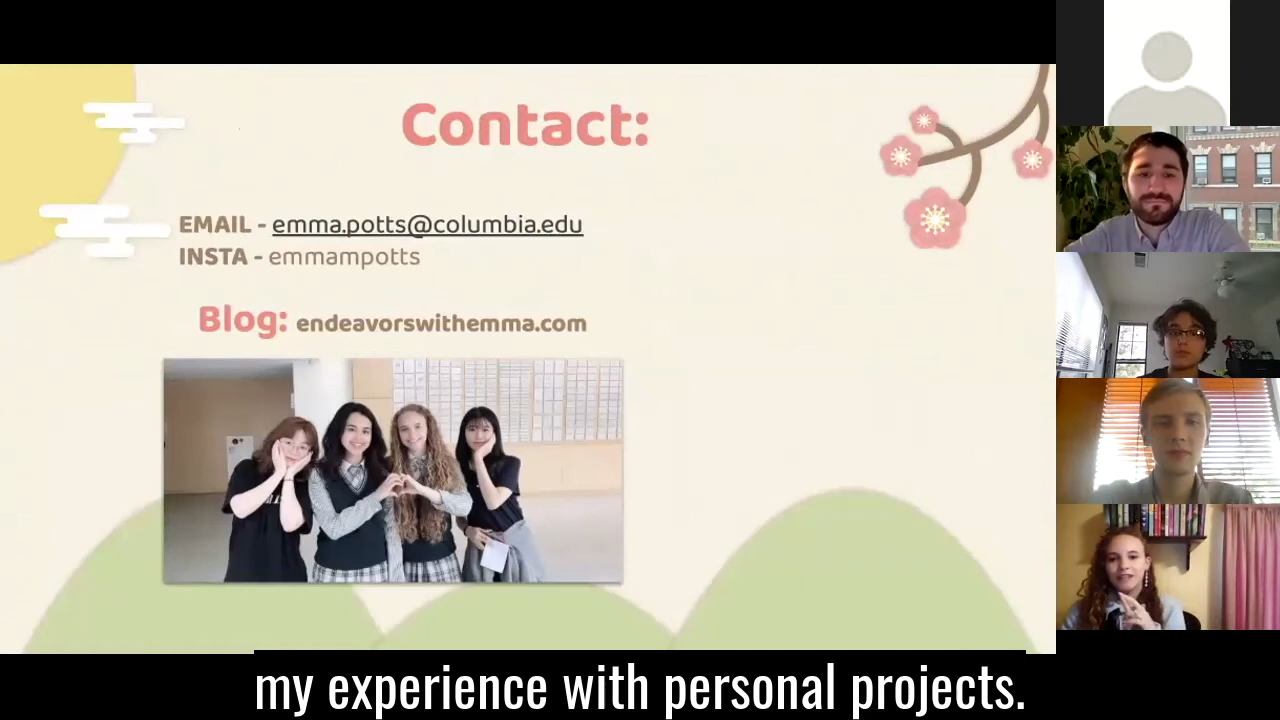 Contact:
EMAIL - emma.potts@columbia.edu
INSTA - emmampotts
Blog: endeavorswithemma.com
my experience with personal projects.